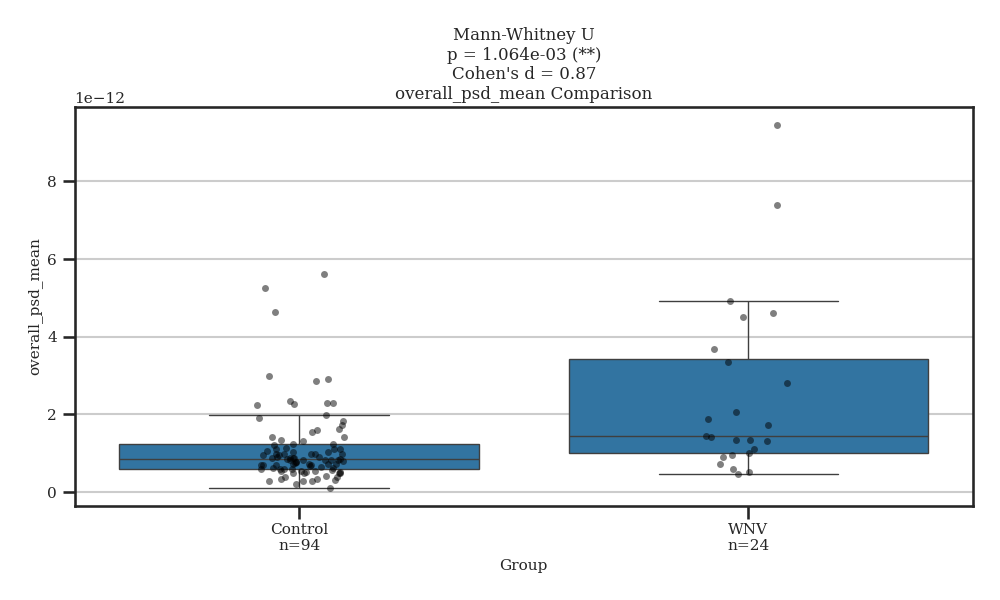 Mann-Whitney U
p = 1.064e-03 (**)
Cohen's d = 0.87
overall_psd_mean Comparison
1e−12
8
6
4
2
0
overall_psd_mean
Control
n=94
WNV
n=24
Group